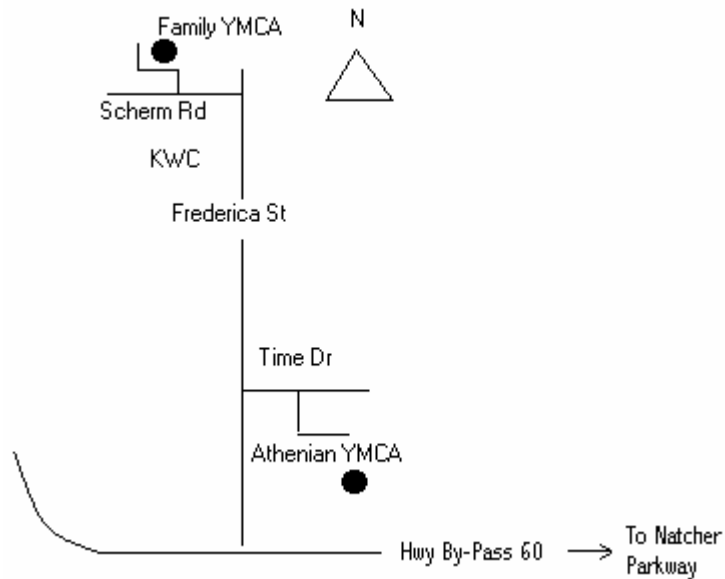 Family YMCA
N
Scherm Rd
KWC
Frederica St
Time Dr
Athenian YMCA
Hwy By-Pass 60
To Natcher
Parkway